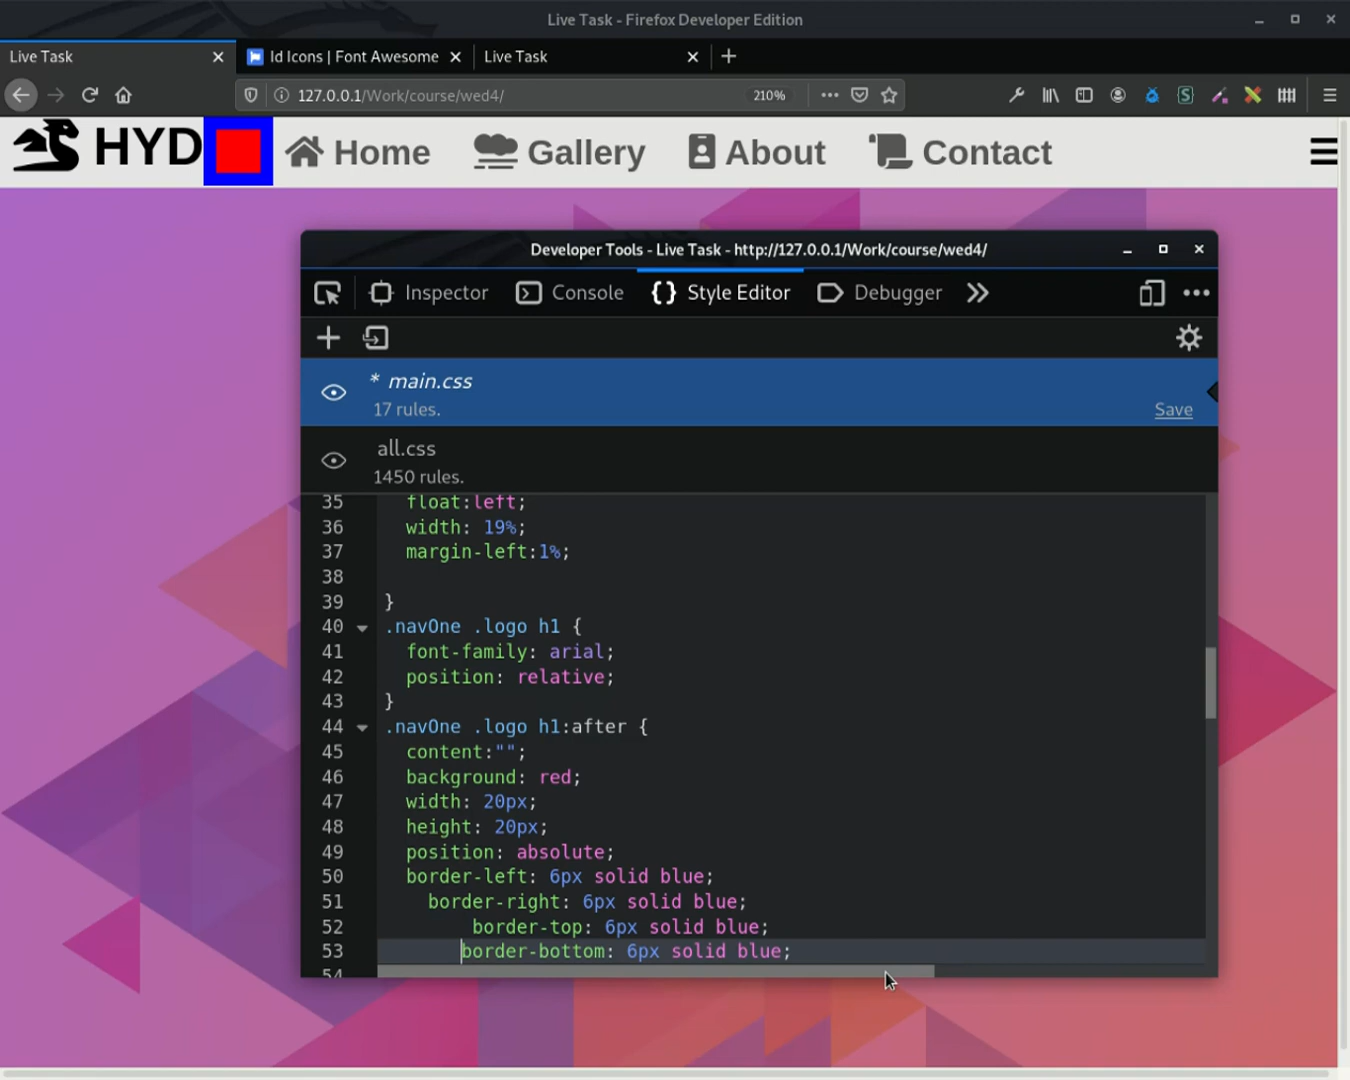 Live Task - Firefox Developer Edition
Live Task
Id Icons | Font Awesome
Live Task
127.0.0.1/Work/course/wed4/
210%
HYD
Home
Gallery
About
Contact
Developer Tools - Live Task - http://127.0.0.1/Work/course/wed4/
Inspector
Console
{} Style Editor
Debugger
* main.css
17 rules.
Save
all.css
1450 rules.
35 float:left;
36 width: 19%;
37 margin-left:1%;
38
39 }
40 .navOne .logo h1 {
41 font-family: arial;
42 position: relative;
43 }
44 .navOne .logo h1:after {
45 content:"";
46 background: red;
47 width: 20px;
48 height: 20px;
49 position: absolute;
50 border-left: 6px solid blue;
51 border-right: 6px solid blue;
52 border-top: 6px solid blue;
53 border-bottom: 6px solid blue;
54